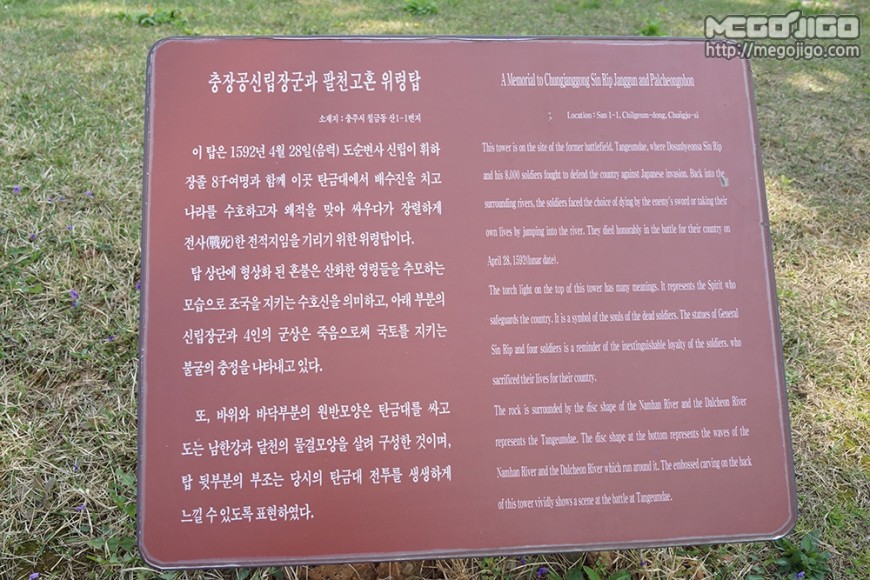 MEGOJIGO
http://megojigo.com
충장공신립장군과 팔천고혼 위령탑
소재지 : 충주시 칠금동 산1-1번지
이 탑은 1592년 4월 28일(음력) 도순변사 신립이 휘하
장졸 8千여명과 함께 이곳 탄금대에서 배수진을 치고
나라를 수호하고자 왜적을 맞아 싸우다가 장렬하게
전사(戰死)한 전적지임을 기리기 위한 위령탑이다.
탑 상단에 형상화 된 혼불은 산화한 영령들을 추모하는
모습으로 조국을 지키는 수호신을 의미하고, 아래 부분의
신립장군과 4인의 군상은 죽음으로써 국토를 지키는
불굴의 충정을 나타내고 있다.
또, 바위와 바닥부분의 원반모양은 탄금대를 싸고
도는 남한강과 달천의 물결모양을 살려 구성한 것이며,
탑 뒷부분의 부조는 당시의 탄금대 전투를 생생하게
느낄 수 있도록 표현하였다.
A Memorial to Chungjanggong Sin Rip Janggun and Palcheongohon
; Location : San 1-1, Chilgeum-dong, Chungju-si
This tower is on the site of the former battlefield, Tangeumdae, where Dosunbyeonsa Sin Rip
and his 8,000 soldiers fought to defend the country against Japanese invasion. Back into the
surrounding rivers, the soldiers faced the choice of dying by the enemy's sword or taking their
own lives by jumping into the river. They died honorably in the battle for their country on
April 28, 1592(lunar date).
The torch light on the top of this tower has many meanings. It represents the Spirit who
safeguards the country. It is a symbol of the souls of the dead soldiers. The statues of General
Sin Rip and four soldiers is a reminder of the inextinguishable loyalty of the soldiers. who
sacrificed their lives for their country.
The rock is surrounded by the disc shape of the Namhan River and the Dalcheon River
represents the Tangeumdae. The disc shape at the bottom represents the waves of the
Namhan River and the Dalcheon River which run around it. The embossed carving on the back
of this tower vividly shows a scene at the battle at Tangeumdae.